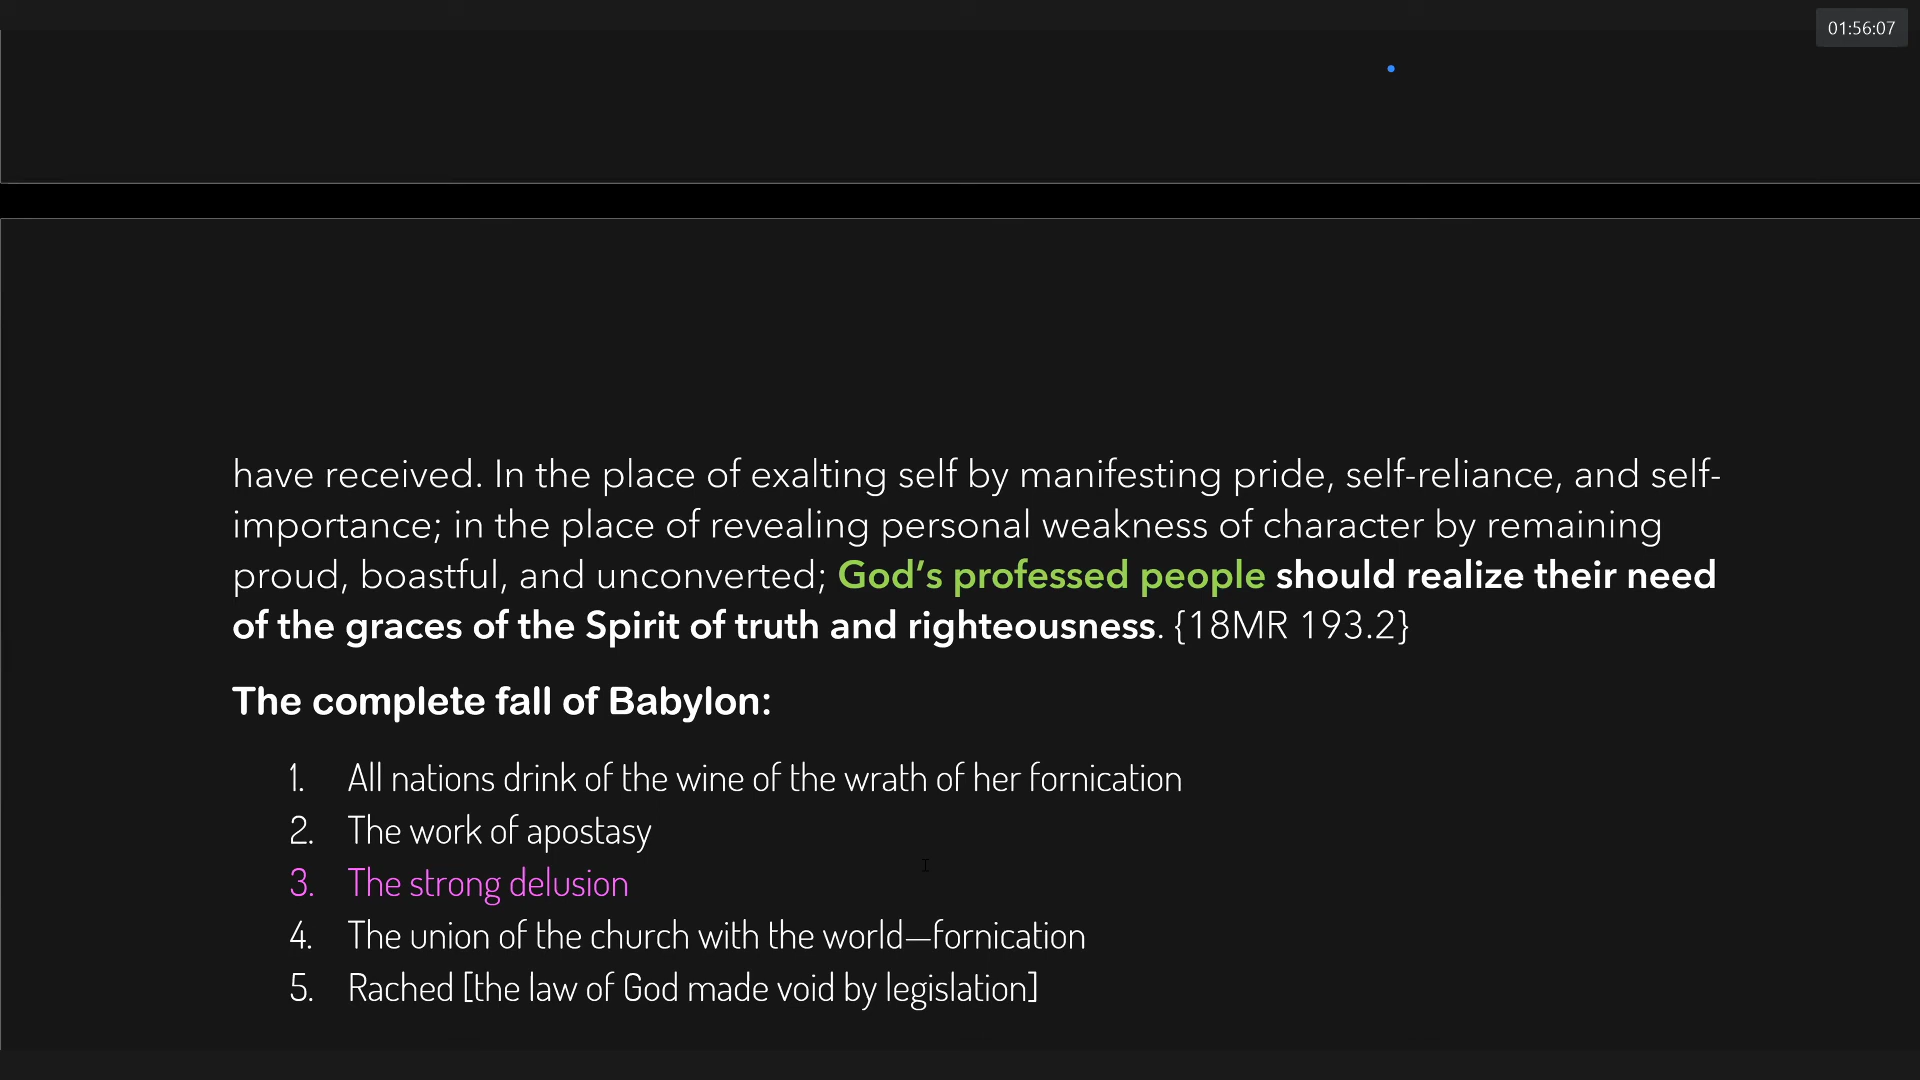 01:56:07
have received. In the place of exalting self by manifesting pride, self-reliance, and self-
importance; in the place of revealing personal weakness of character by remaining
proud, boastful, and unconverted; God’s professed people should realize their need
of the graces of the Spirit of truth and righteousness. {18MR 193.2}
The complete fall of Babylon:
1. All nations drink of the wine of the wrath of her fornication
2. The work of apostasy
3. The strong delusion
4. The union of the church with the world—fornication
5. Rached [the law of God made void by legislation]